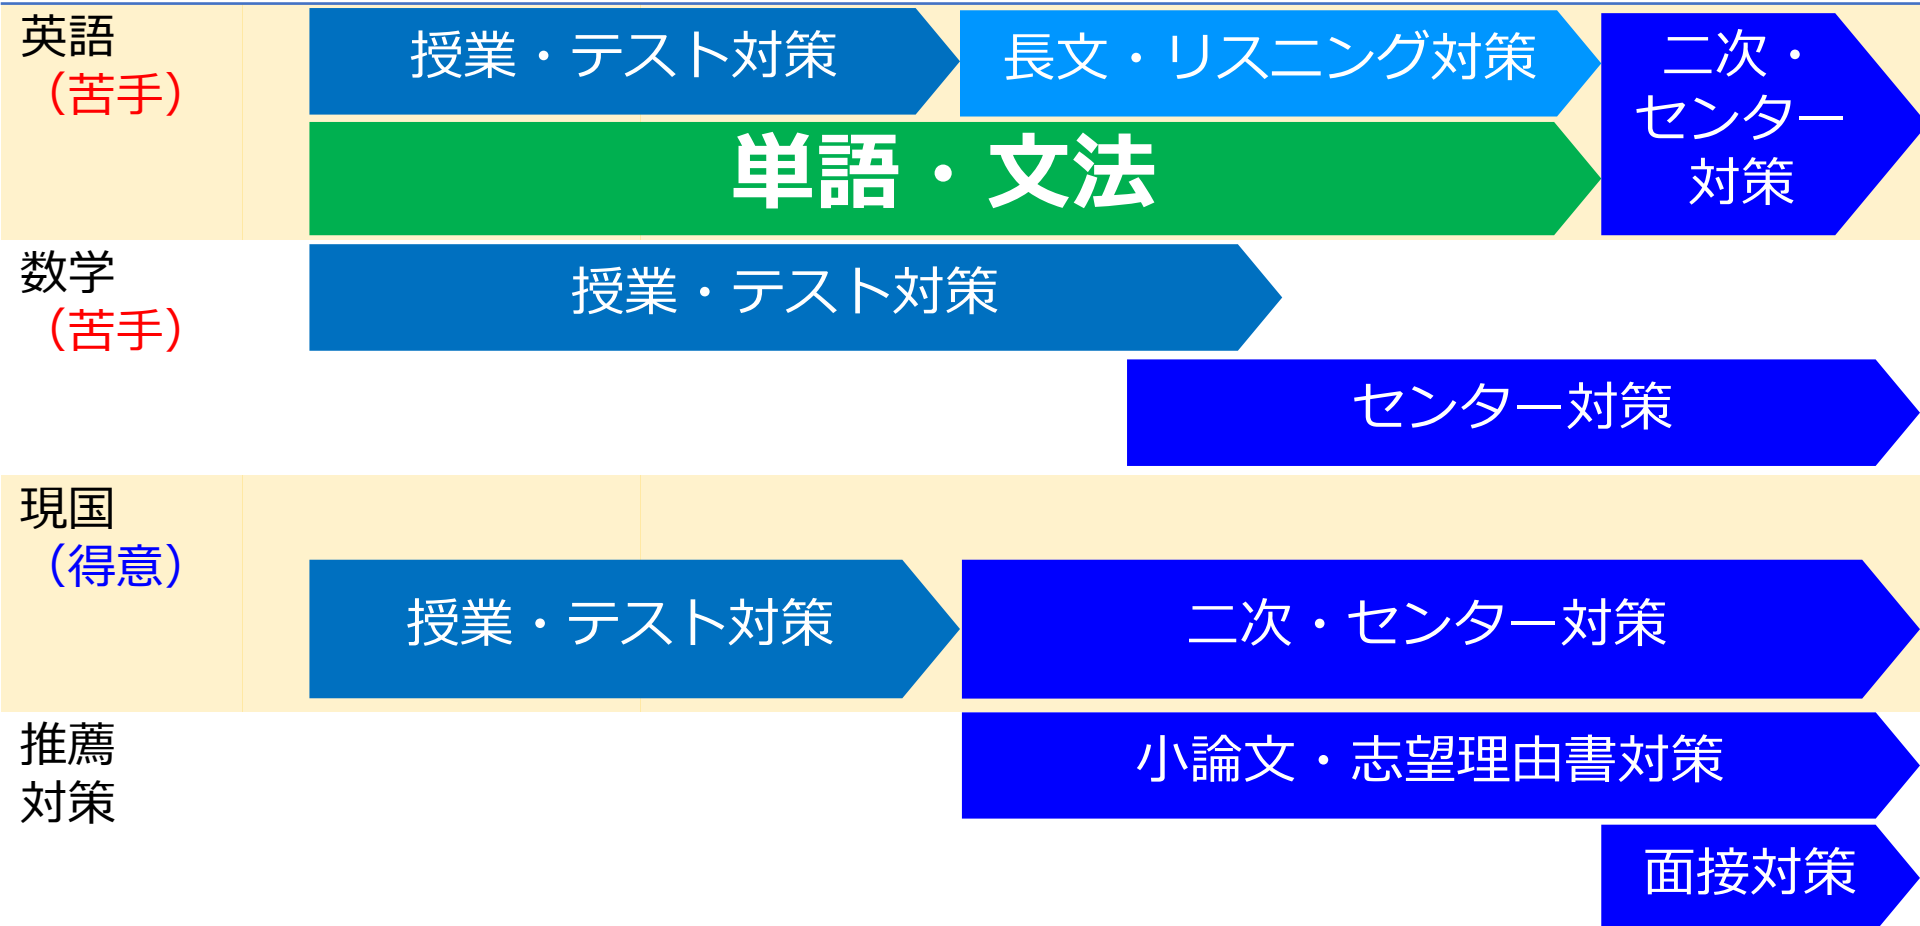 英語
（苦手）
授業・テスト対策
長文・リスニング対策
二次・
センター
対策
単語・文法
数学
（苦手）
授業・テスト対策
センター対策
現国
（得意）
授業・テスト対策
二次・センター対策
推薦
対策
小論文・志望理由書対策
面接対策